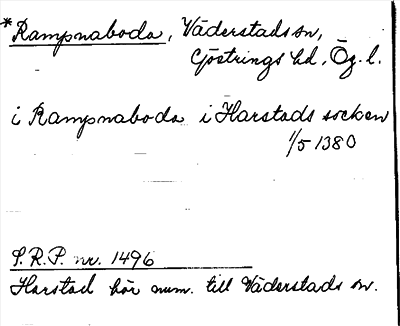 *Rampnaboda, Väderstads sn,
Göstrings hd, Ög. l.
i Rampnaboda i Harstads socken
1/5 1380
S.R.P. nr. 1496
Harstad hör num. till Väderstads sn.